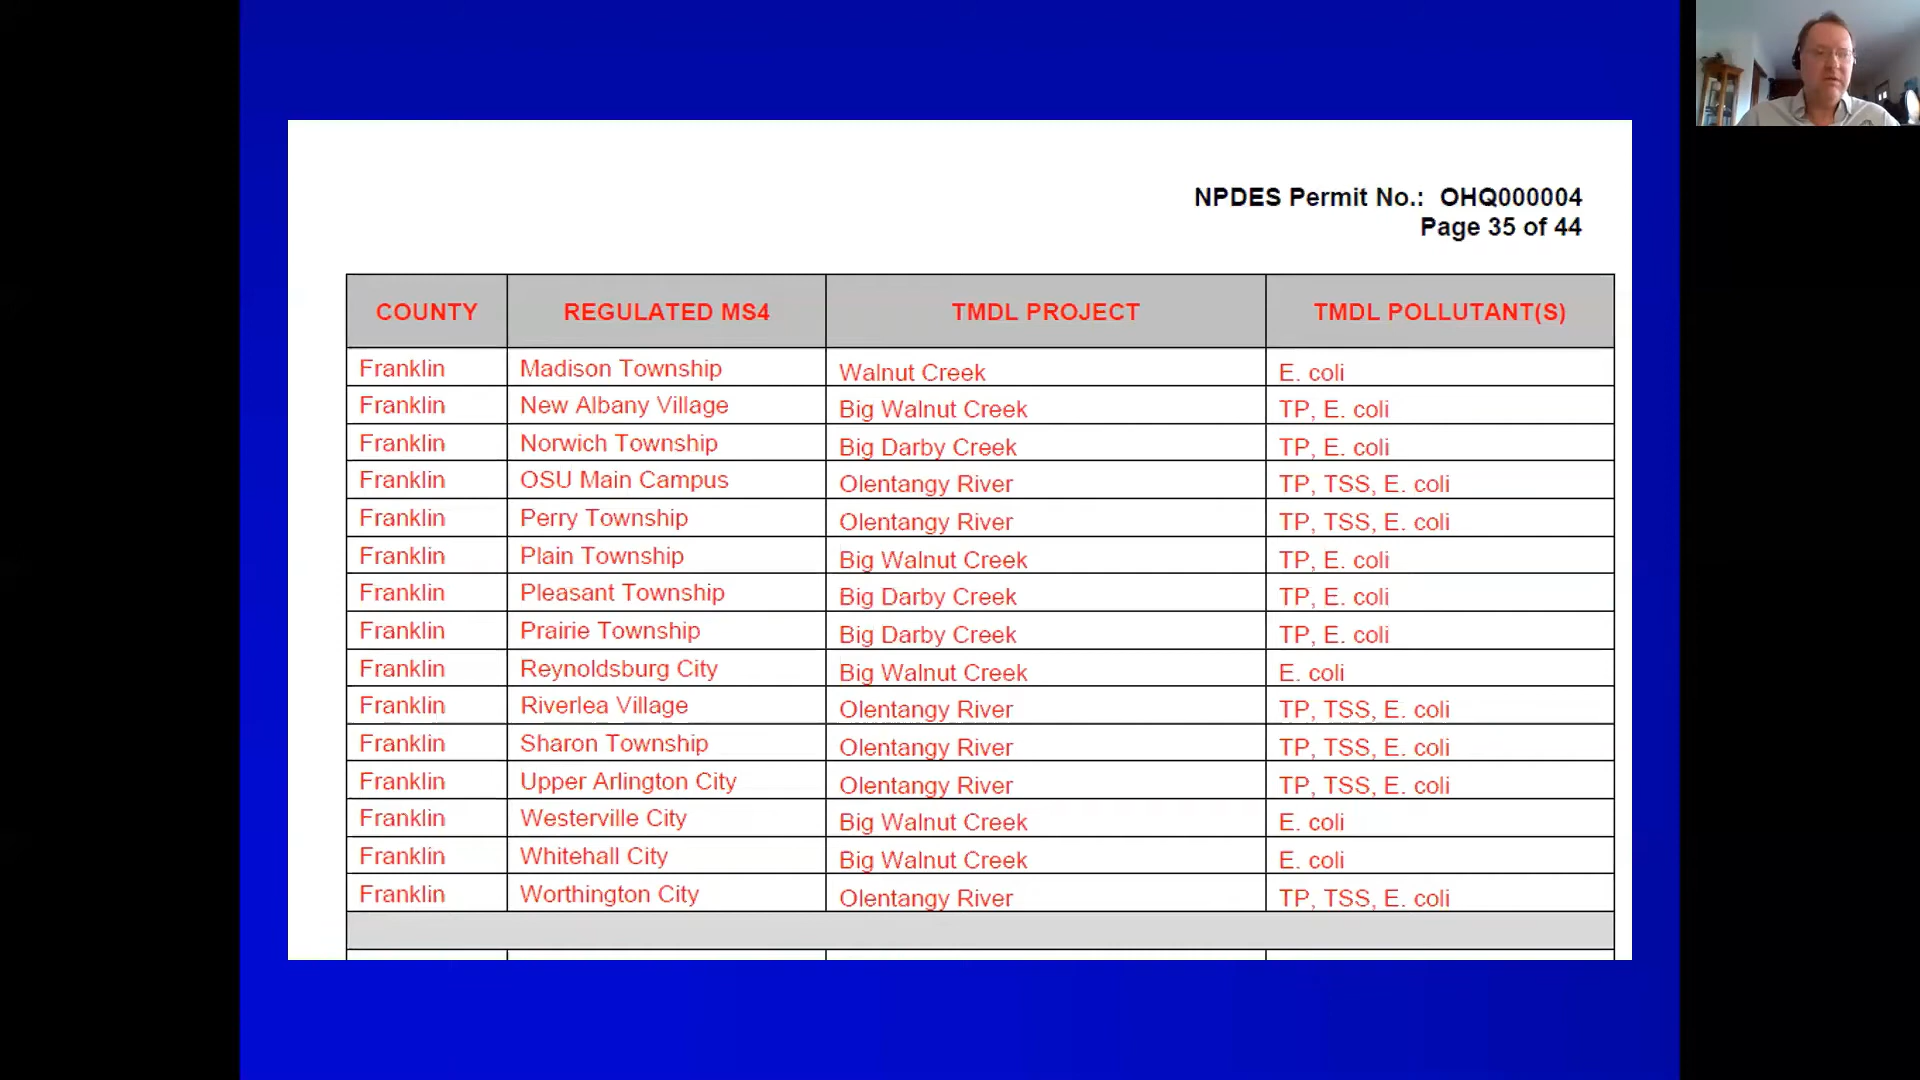 NPDES Permit No.: OHQ000004
Page 35 of 44
COUNTY REGULATED MS4 TMDL PROJECT TMDL POLLUTANT(S)
Franklin Madison Township Walnut Creek E. coli
Franklin New Albany Village Big Walnut Creek TP, E. coli
Franklin Norwich Township Big Darby Creek TP, E. coli
Franklin OSU Main Campus Olentangy River TP, TSS, E. coli
Franklin Perry Township Olentangy River TP, TSS, E. coli
Franklin Plain Township Big Walnut Creek TP, E. coli
Franklin Pleasant Township Big Darby Creek TP, E. coli
Franklin Prairie Township Big Darby Creek TP, E. coli
Franklin Reynoldsburg City Big Walnut Creek E. coli
Franklin Riverlea Village Olentangy River TP, TSS, E. coli
Franklin Sharon Township Olentangy River TP, TSS, E. coli
Franklin Upper Arlington City Olentangy River TP, TSS, E. coli
Franklin Westerville City Big Walnut Creek E. coli
Franklin Whitehall City Big Walnut Creek E. coli
Franklin Worthington City Olentangy River TP, TSS, E. coli